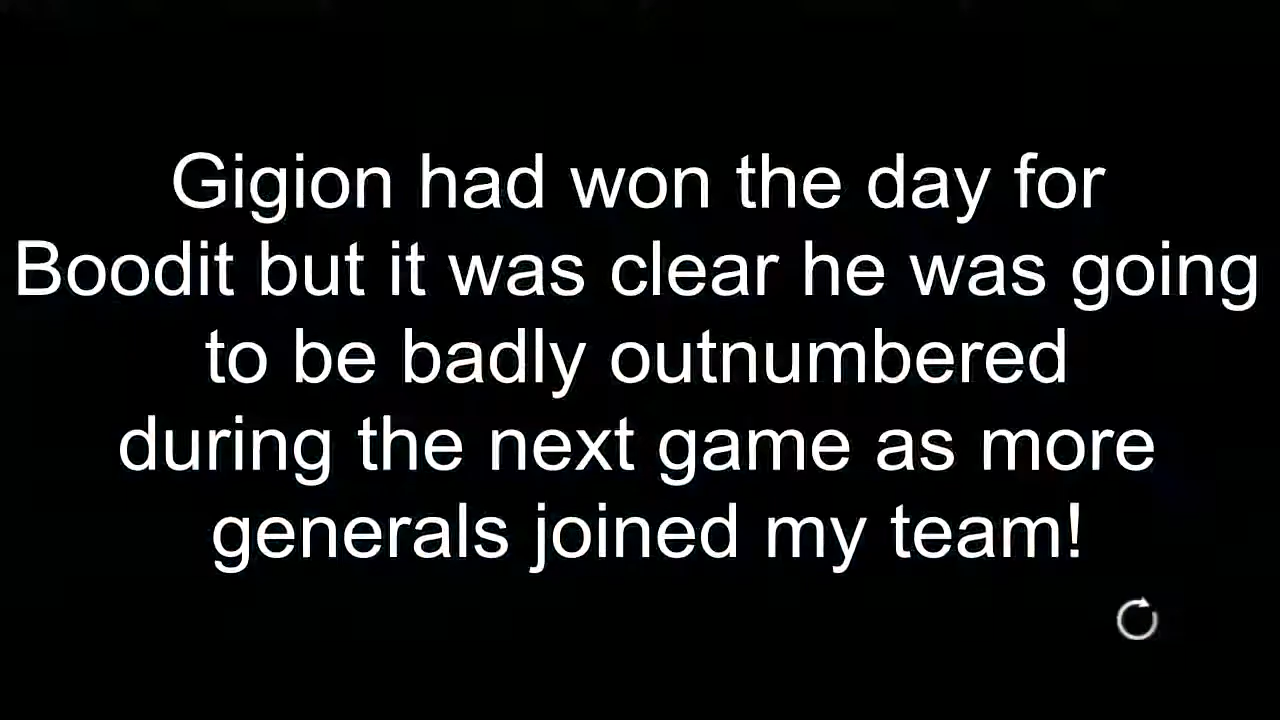 Gigion had won the day for
Boodit but it was clear he was going
to be badly outnumbered
during the next game as more
generals joined my team!